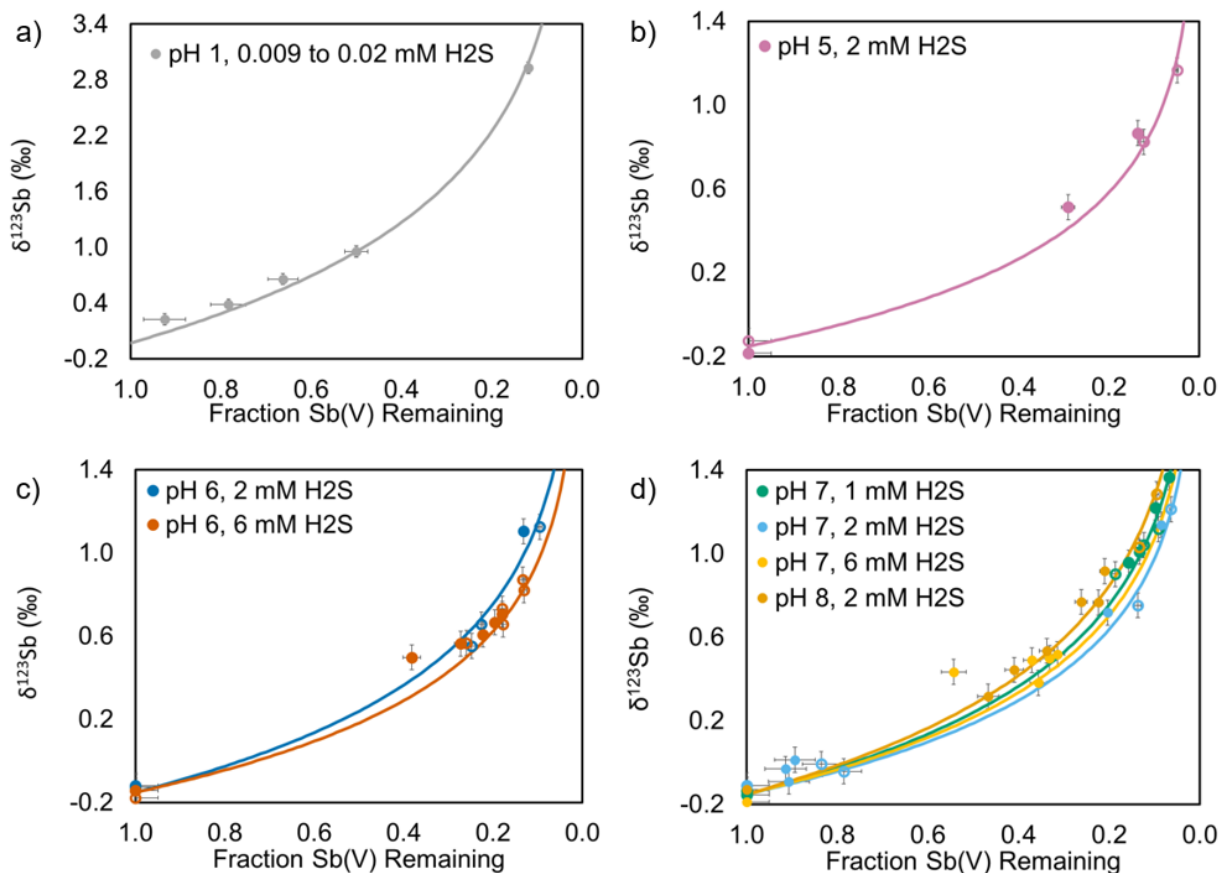 a)
pH 1, 0.009 to 0.02 mM H2S
δ¹²³Sb (‰)
3.4
2.8
2.2
1.6
1.0
0.4
-0.2
1.0 0.8 0.6 0.4 0.2 0.0
Fraction Sb(V) Remaining
b)
pH 5, 2 mM H2S
δ¹²³Sb (‰)
1.4
1.0
0.6
0.2
-0.2
1.0 0.8 0.6 0.4 0.2 0.0
Fraction Sb(V) Remaining
c)
pH 6, 2 mM H2S
pH 6, 6 mM H2S
δ¹²³Sb (‰)
1.4
1.0
0.6
0.2
-0.2
1.0 0.8 0.6 0.4 0.2 0.0
Fraction Sb(V) Remaining
d)
pH 7, 1 mM H2S
pH 7, 2 mM H2S
pH 7, 6 mM H2S
pH 8, 2 mM H2S
δ¹²³Sb (‰)
1.4
1.0
0.6
0.2
-0.2
1.0 0.8 0.6 0.4 0.2 0.0
Fraction Sb(V) Remaining